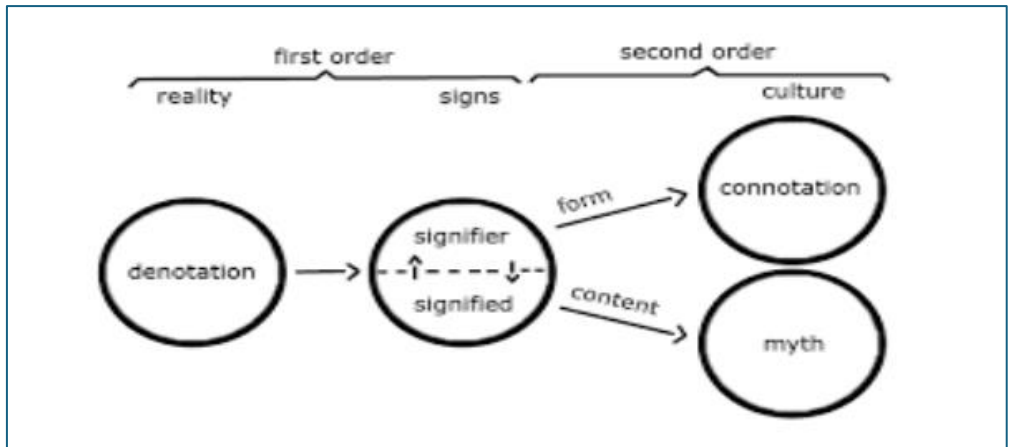 first order
second order
reality
signs
culture
connotation
form
signifier
denotation
signified
content
myth